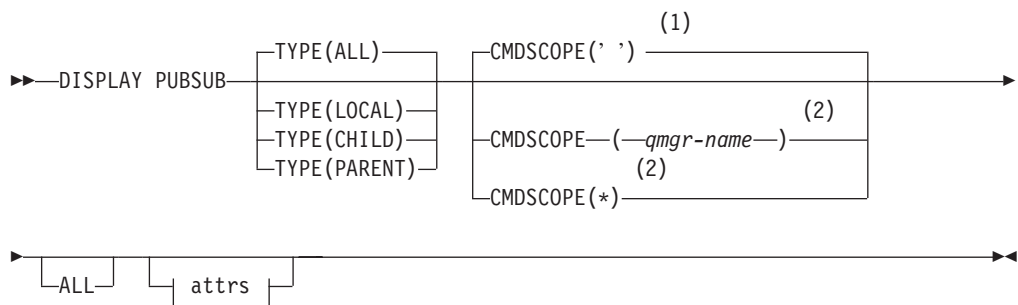 (1)
TYPE(ALL) CMDSCOPE(’ ’)
DISPLAY PUBSUB
TYPE(LOCAL) (2)
TYPE(CHILD) CMDSCOPE (qmgr-name)
TYPE(PARENT) (2)
CMDSCOPE(*)
ALL attrs